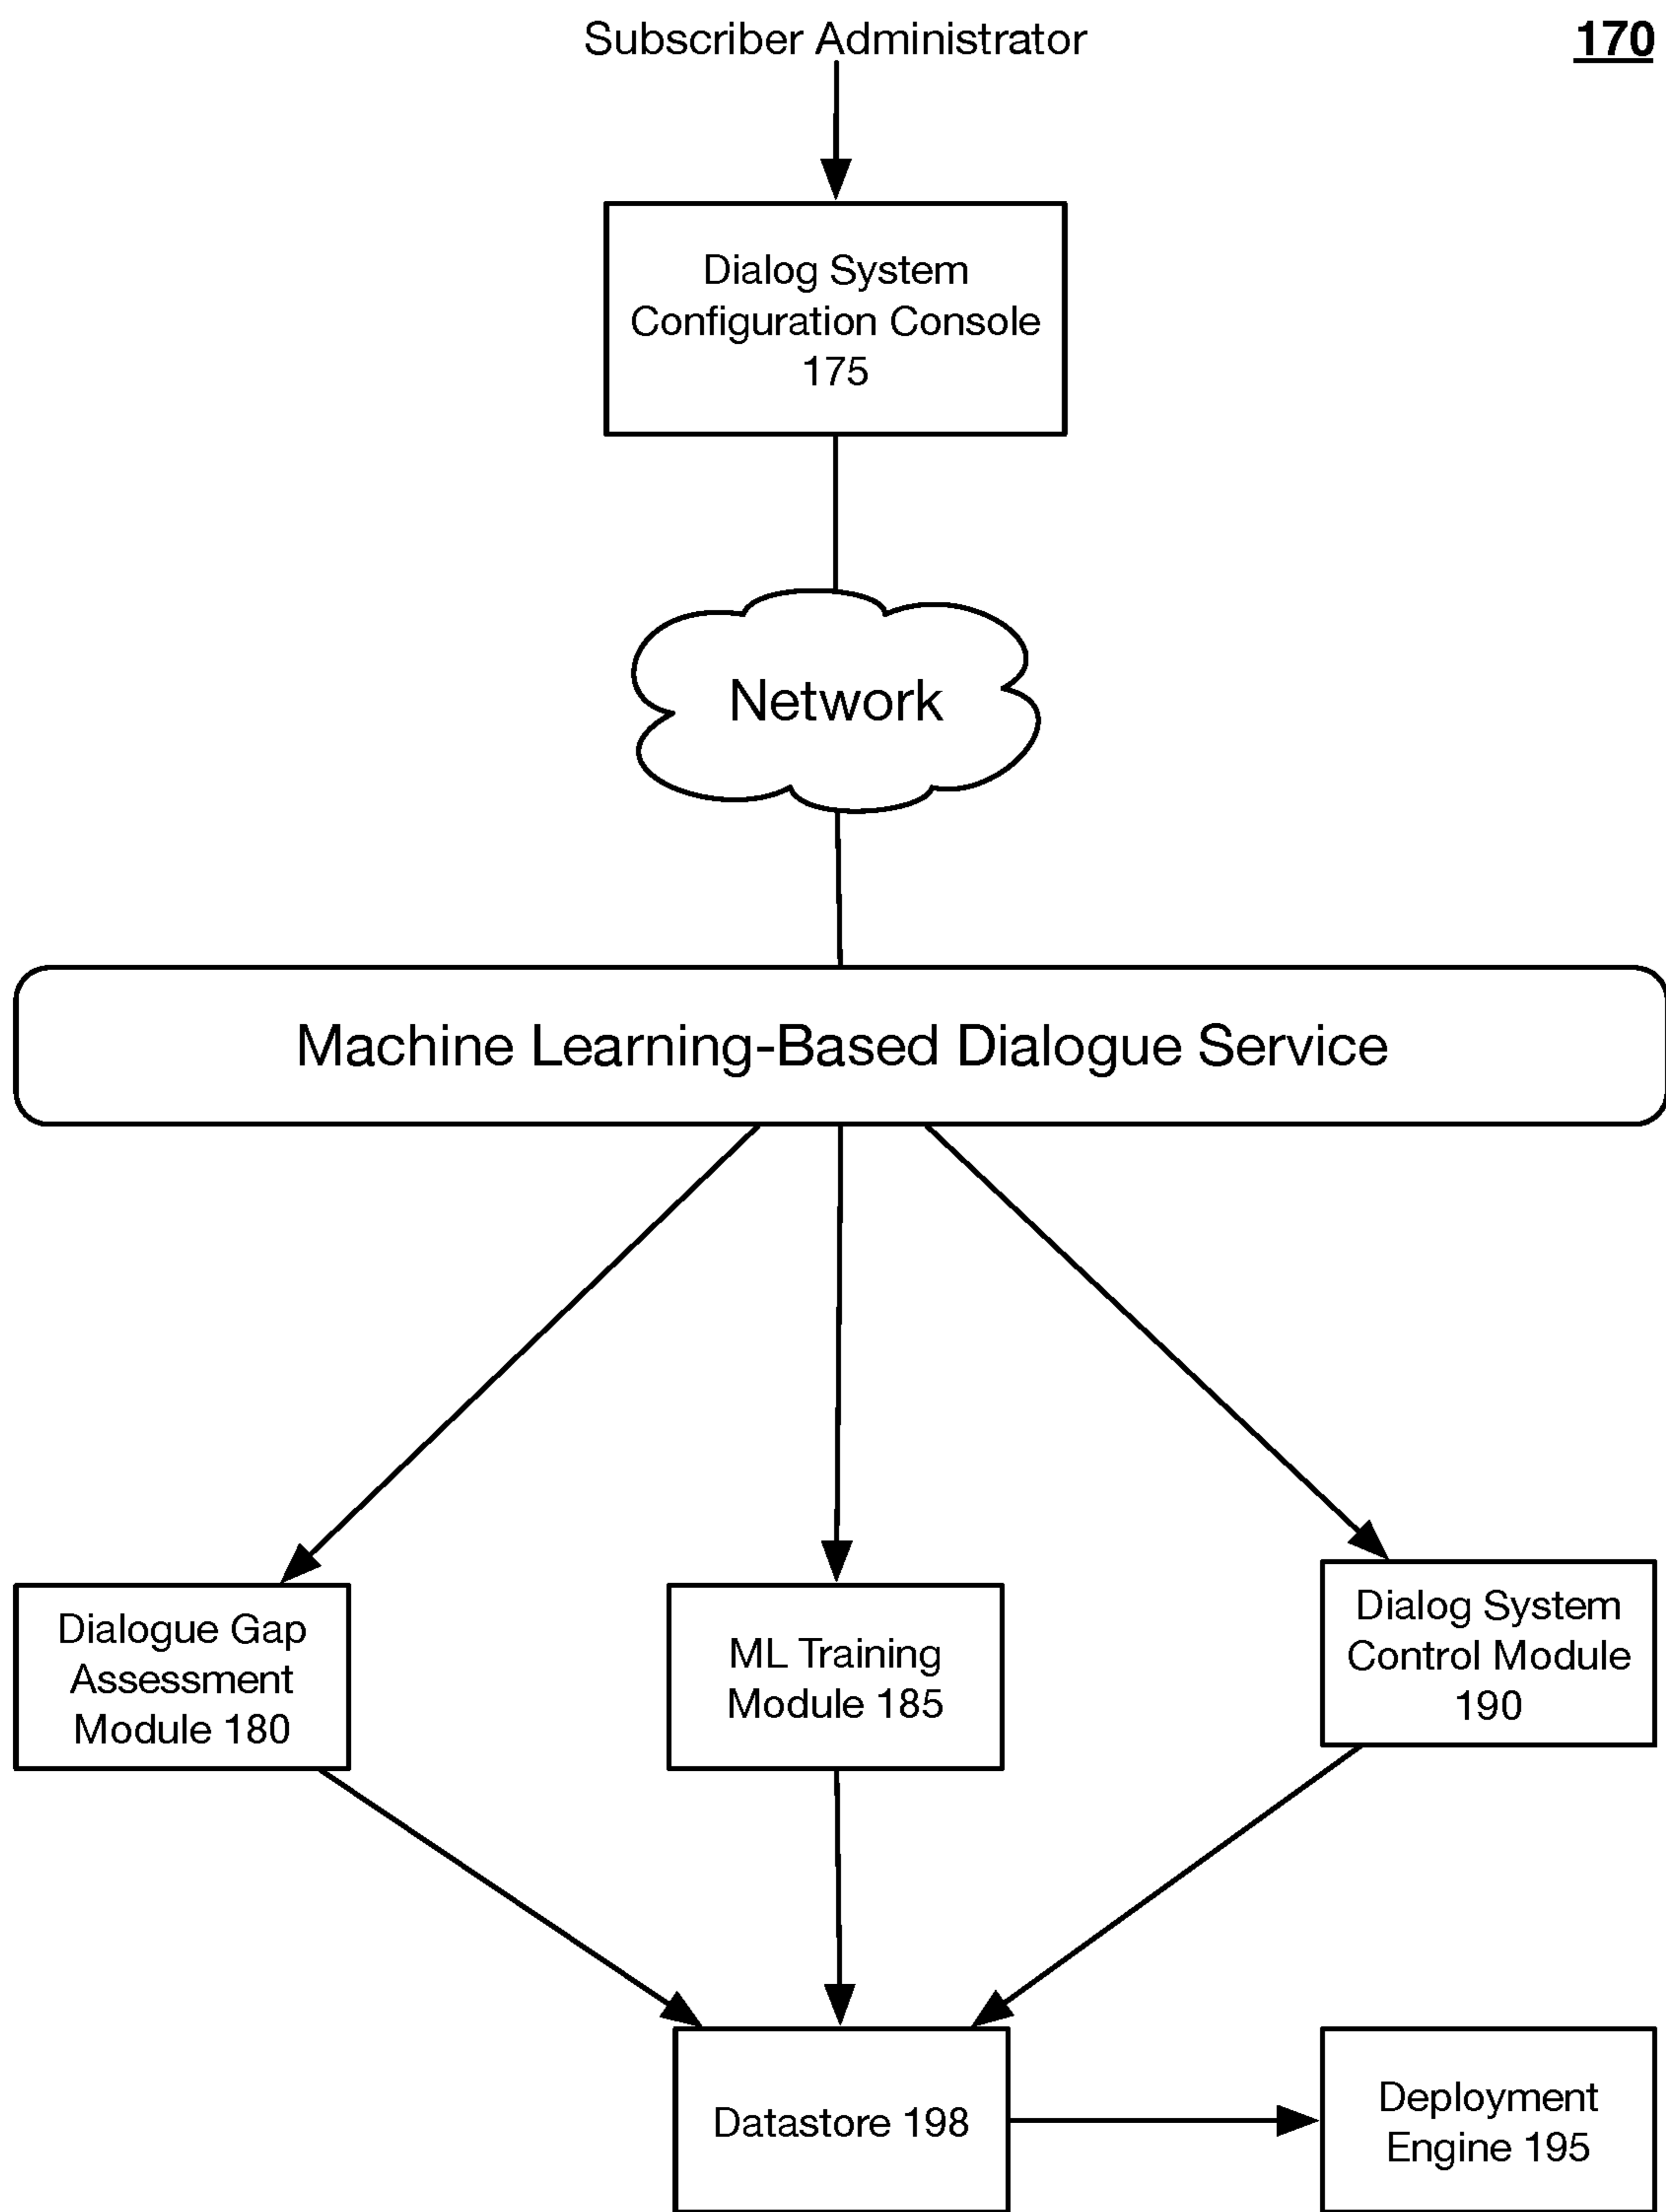 Subscriber Administrator
170
Dialog System
Configuration Console
175
Network
Machine Learning-Based Dialogue Service
Dialogue Gap
Assessment
Module 180
ML Training
Module 185
Dialog System
Control Module
190
Datastore 198
Deployment
Engine 195